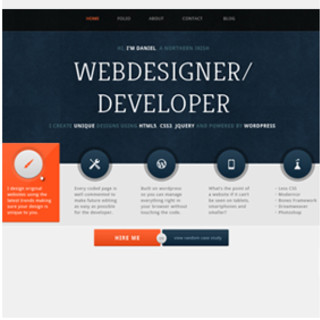 HOME FOLIO ABOUT CONTACT BLOG
HI, I'M DANIEL, A NORTHERN INDIA
WEBDESIGNER/
DEVELOPER
I CREATE UNIQUE DESIGNS USING HTML5, CSS3, JQUERY AND POWERED BY WORDPRESS
I design original
websites using the
latest trends making
sure your design is
unique to you.
Every coded page is
well commented to
make future editing
as easy as possible
for the developer.
Built on wordpress
so you can manage
everything right in
your browser without
touching the code.
What's the point of
a website if it can't
be seen on tablets,
smartphones and
smaller?
- Less CSS
- Modernizr
- Bones Framework
- Dreamweaver
- Photoshop
HIRE ME
or
view random case study